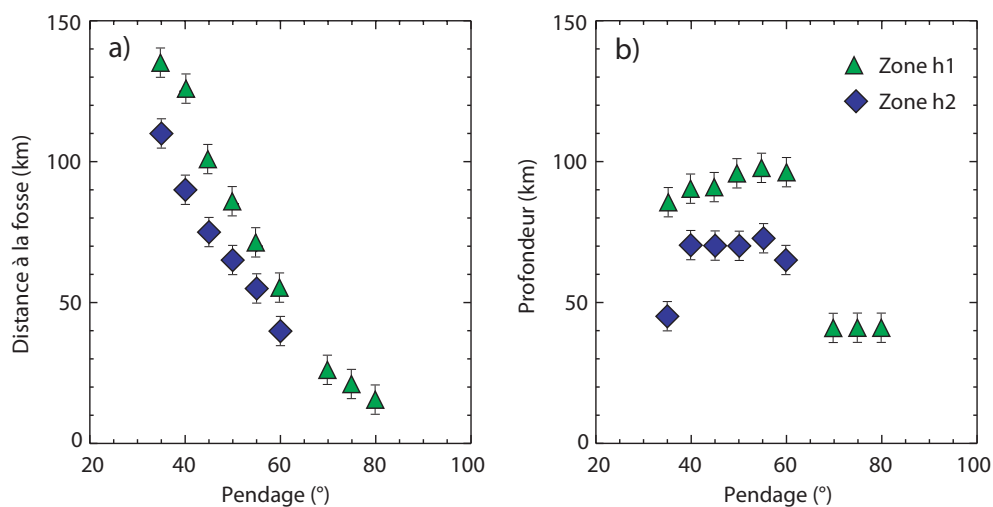 a)
150
100
50
0
Distance à la fosse (km)
20 40 60 80 100
Pendage (°)
b)
Zone h1
Zone h2
150
100
50
0
Profondeur (km)
20 40 60 80 100
Pendage (°)